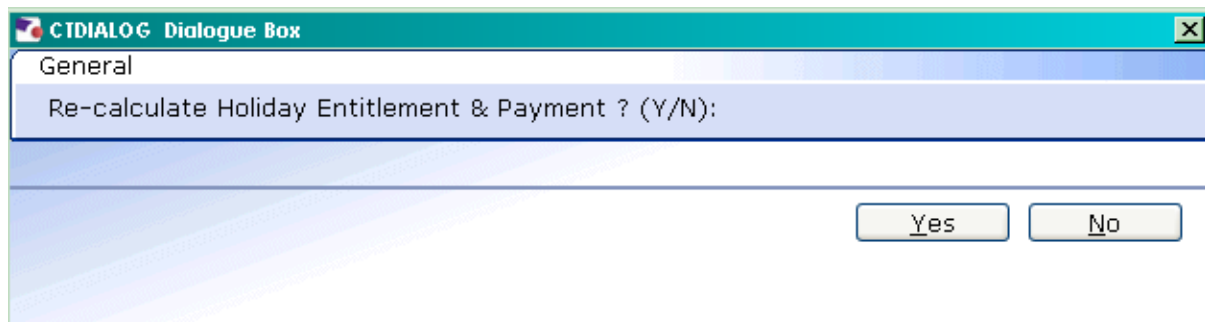 CTDIALOG Dialogue Box
General
Re-calculate Holiday Entitlement & Payment ? (Y/N):
Yes No